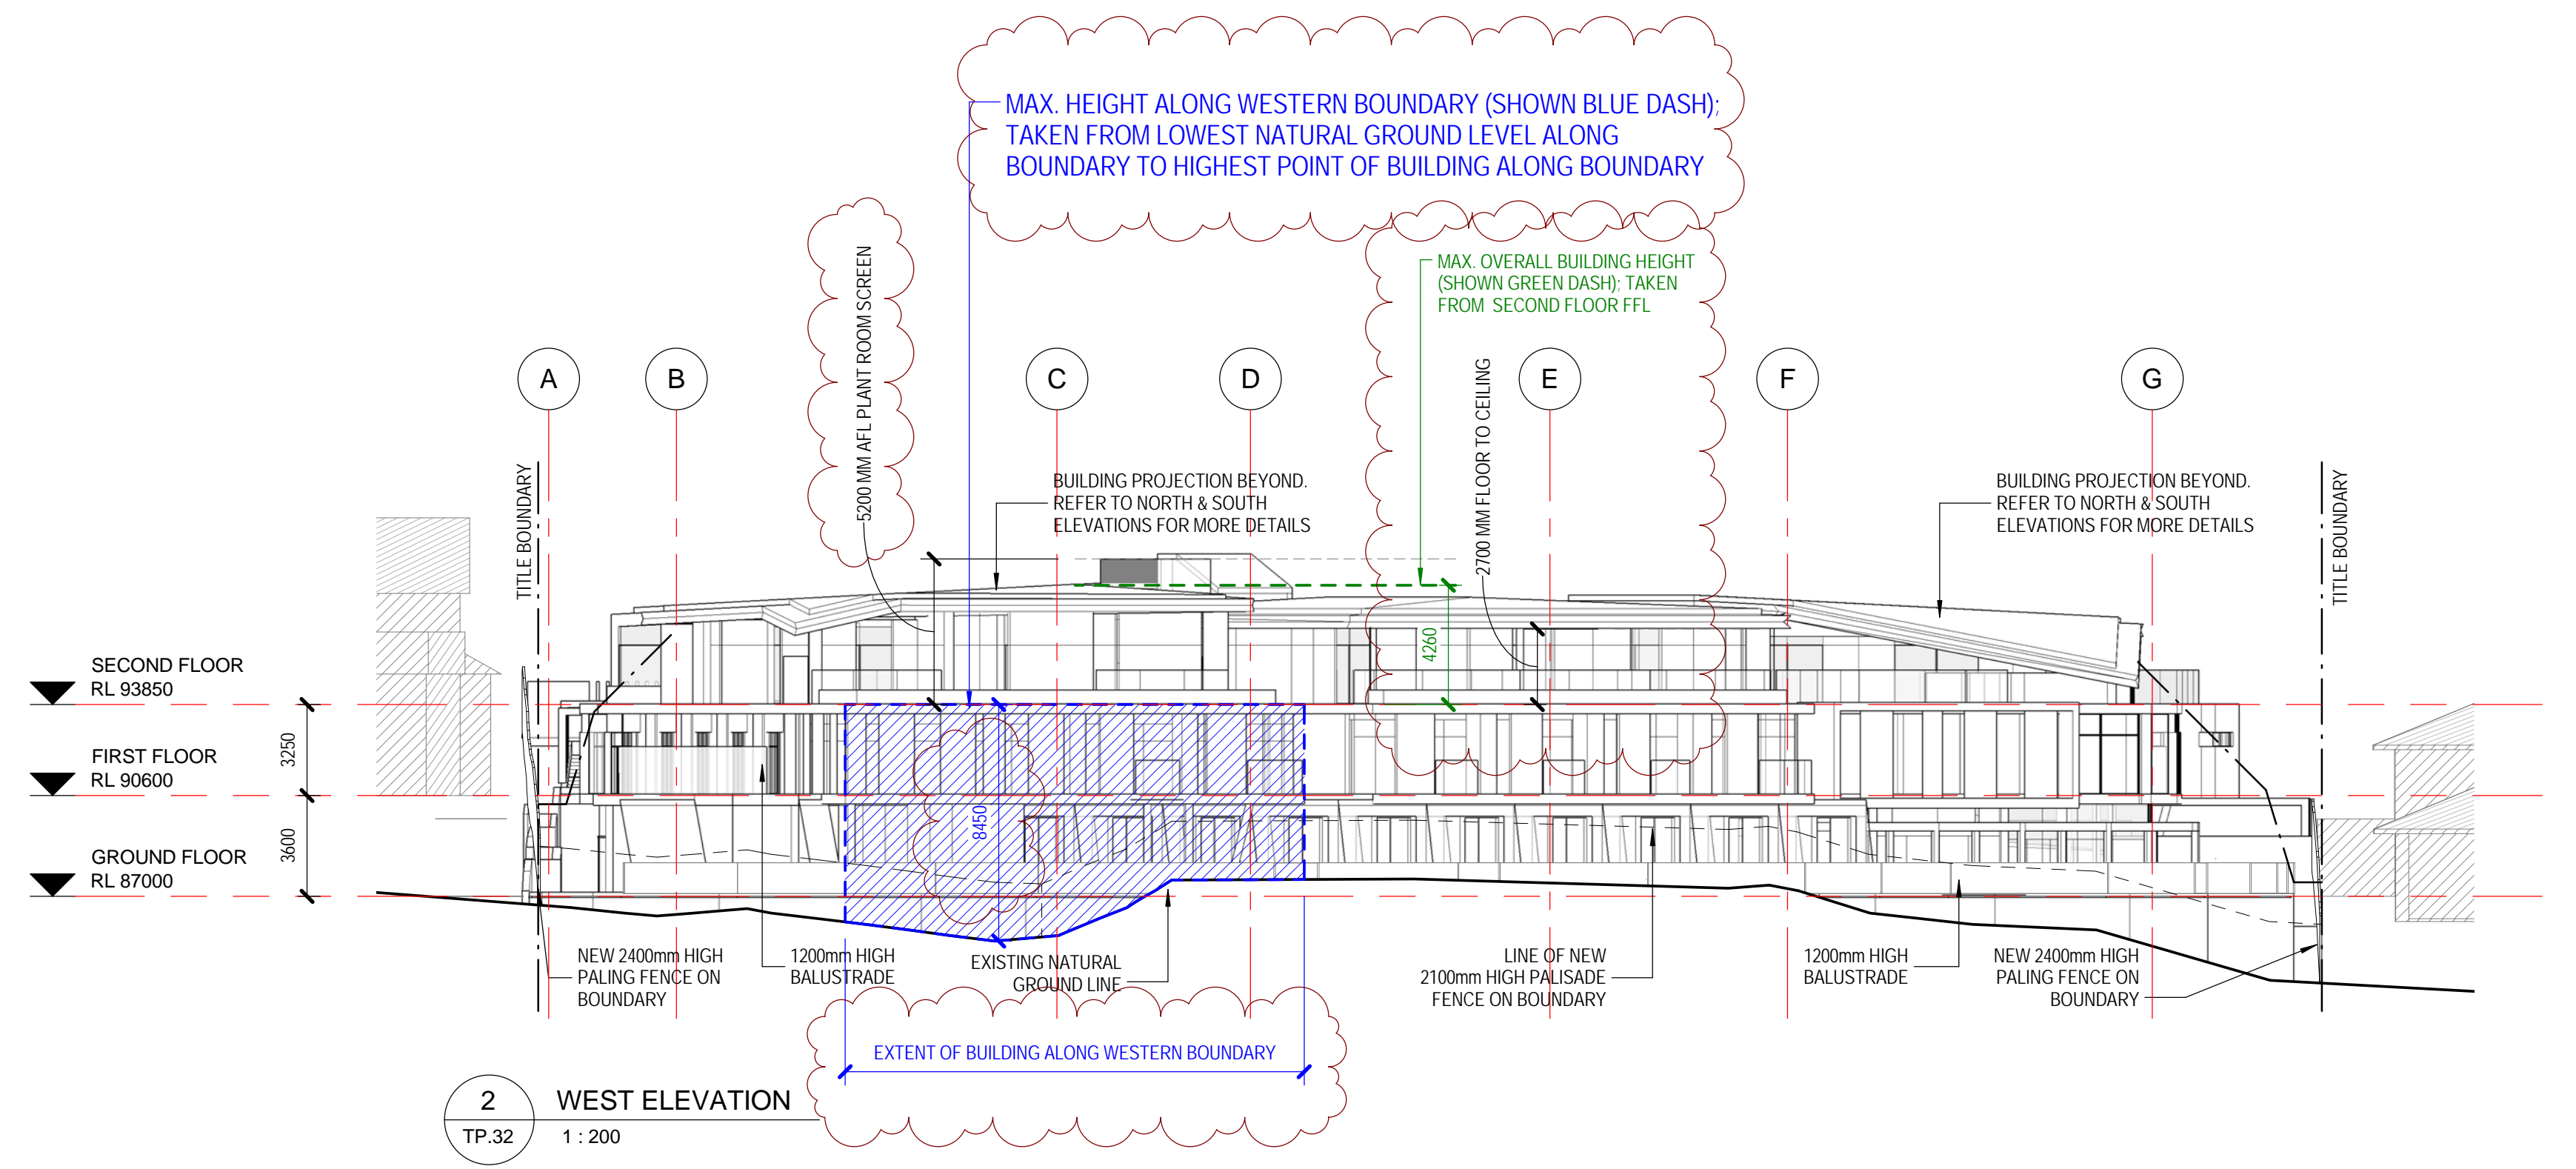 MAX. HEIGHT ALONG WESTERN BOUNDARY (SHOWN BLUE DASH);
TAKEN FROM LOWEST NATURAL GROUND LEVEL ALONG
BOUNDARY TO HIGHEST POINT OF BUILDING ALONG BOUNDARY
5200 MM AFL PLANT ROOM SCREEN
MAX. OVERALL BUILDING HEIGHT
(SHOWN GREEN DASH); TAKEN
FROM SECOND FLOOR FFL
2700 MM FLOOR TO CEILING
A
B
C
D
E
F
G
TITLE BOUNDARY
BUILDING PROJECTION BEYOND.
REFER TO NORTH & SOUTH
ELEVATIONS FOR MORE DETAILS
BUILDING PROJECTION BEYOND.
REFER TO NORTH & SOUTH
ELEVATIONS FOR MORE DETAILS
TITLE BOUNDARY
SECOND FLOOR
RL 93850
FIRST FLOOR
RL 90600
GROUND FLOOR
RL 87000
3250
3600
4260
8450
NEW 2400mm HIGH
PALING FENCE ON
BOUNDARY
1200mm HIGH
BALUSTRADE
EXISTING NATURAL
GROUND LINE
LINE OF NEW
2100mm HIGH PALISADE
FENCE ON BOUNDARY
1200mm HIGH
BALUSTRADE
NEW 2400mm HIGH
PALING FENCE ON
BOUNDARY
EXTENT OF BUILDING ALONG WESTERN BOUNDARY
2
TP.32
WEST ELEVATION
1 : 200